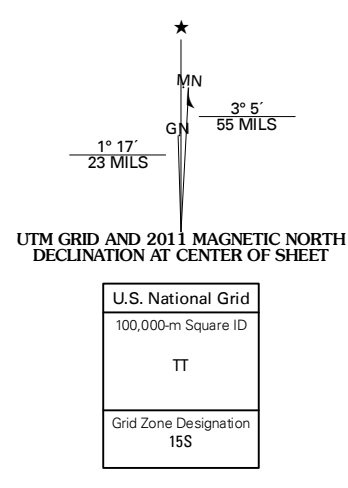 ★
MN
3° 5´
55 MILS
GN
1° 17´
23 MILS
UTM GRID AND 2011 MAGNETIC NORTH
DECLINATION AT CENTER OF SHEET
U.S. National Grid
100,000-m Square ID
TT
Grid Zone Designation
15S